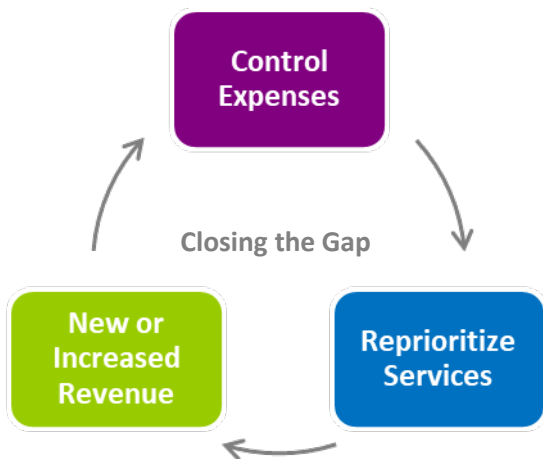 Control
Expenses
Closing the Gap
New or
Increased
Revenue
Reprioritize
Services